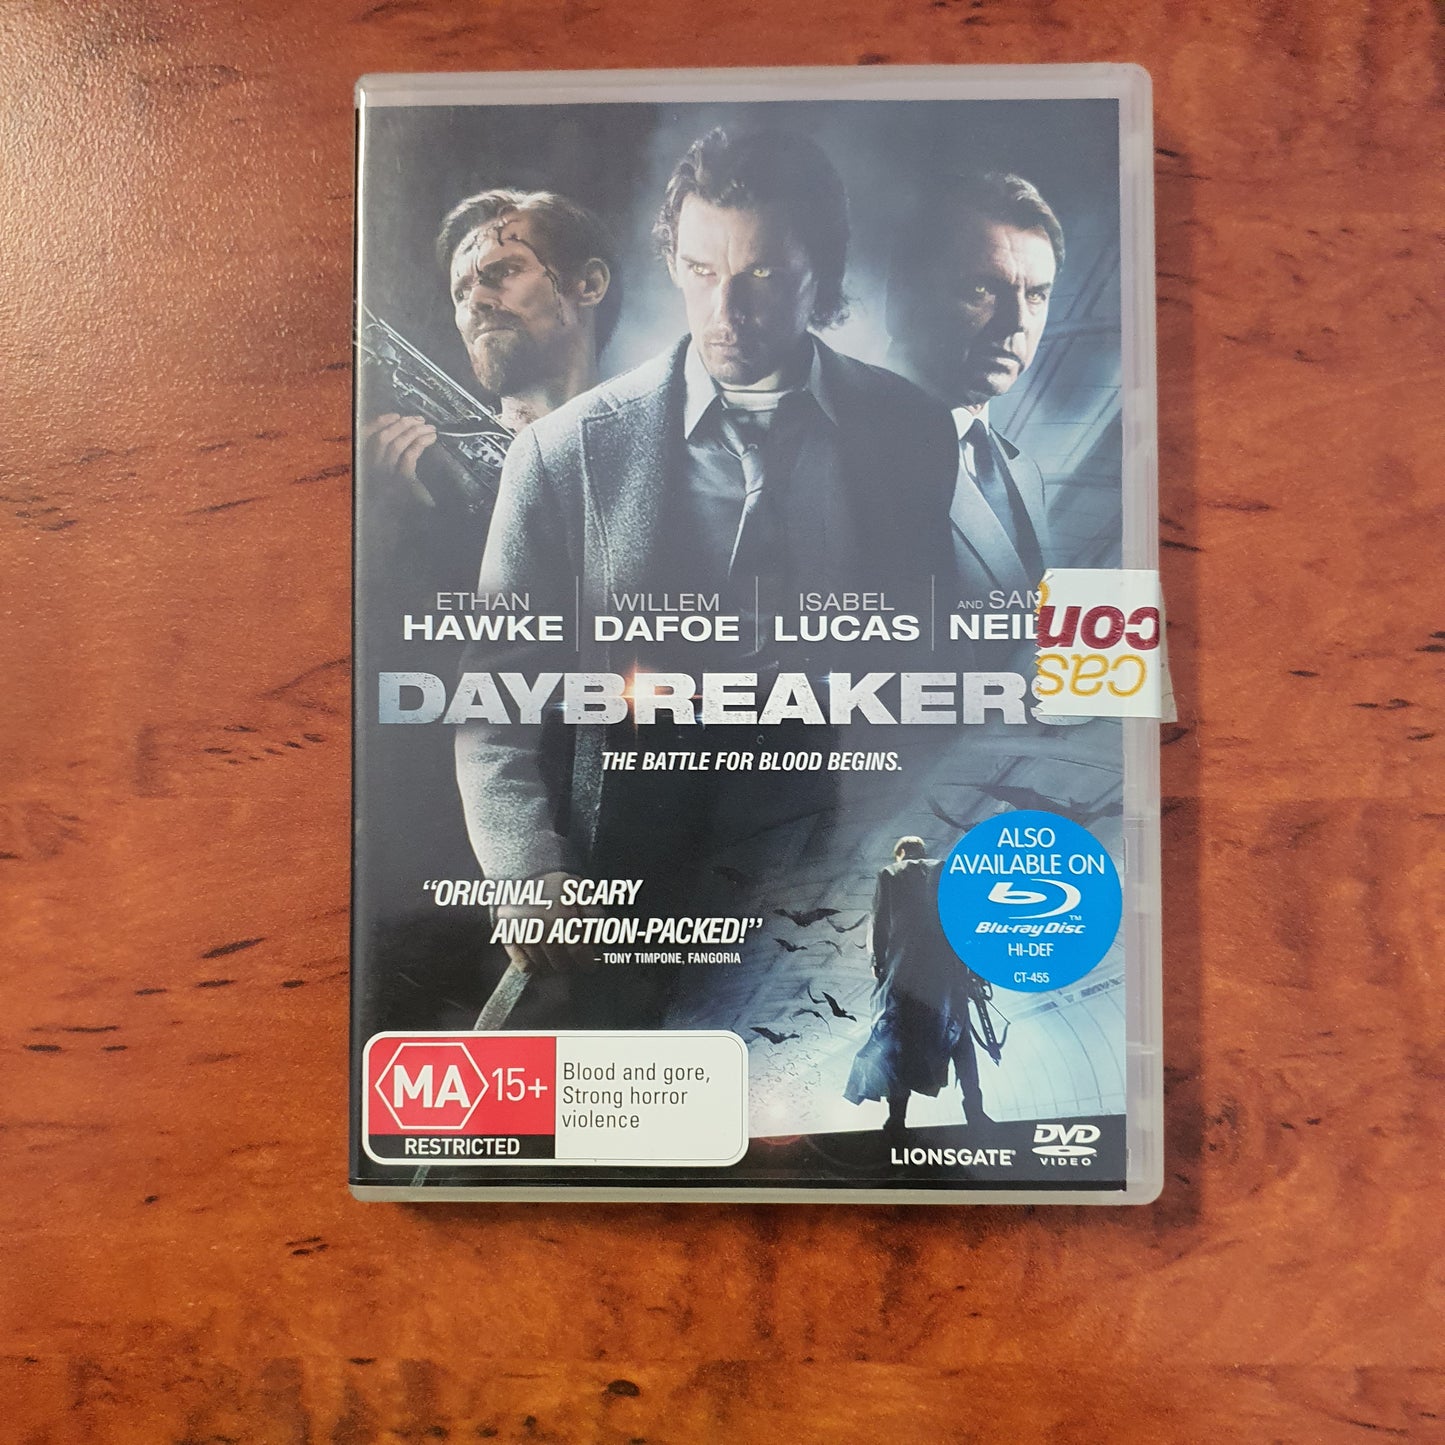 ETHAN WILLEM ISABEL AND SAM
HAWKE DAFOE LUCAS NEIL
con
cas
DAYBREAKERS
THE BATTLE FOR BLOOD BEGINS.
ALSO
AVAILABLE ON
Blu-ray Disc™
HI-DEF
CT-455
“ORIGINAL, SCARY
AND ACTION-PACKED!”
– TONY TIMPONE, FANGORIA
MA 15+
RESTRICTED
Blood and gore,
Strong horror
violence
LIONSGATE®
DVD
VIDEO